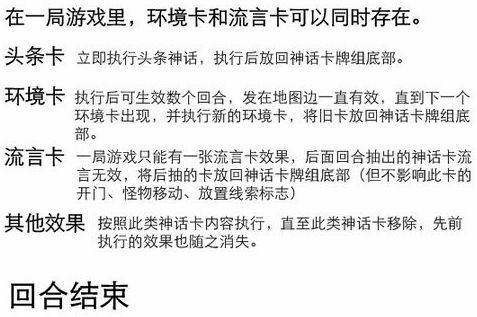 在一局游戏里，环境卡和流言卡可以同时存在。
头条卡 立即执行头条神话，执行后放回神话卡牌组底部。
环境卡 执行后可生效数个回合，发在地图边一直有效，直到下一个
环境卡出现，并执行新的环境卡，将旧卡放回神话卡牌组底
部。
流言卡 一局游戏只能有一张流言卡效果，后面回合抽出的神话卡流
言无效，将后抽的卡放回神话卡牌组底部（但不影响此卡的
开门、怪物移动、放置线索标志）
其他效果 按照此类神话卡内容执行，直至此类神话卡移除，先前
执行的效果也随之消失。
回合结束